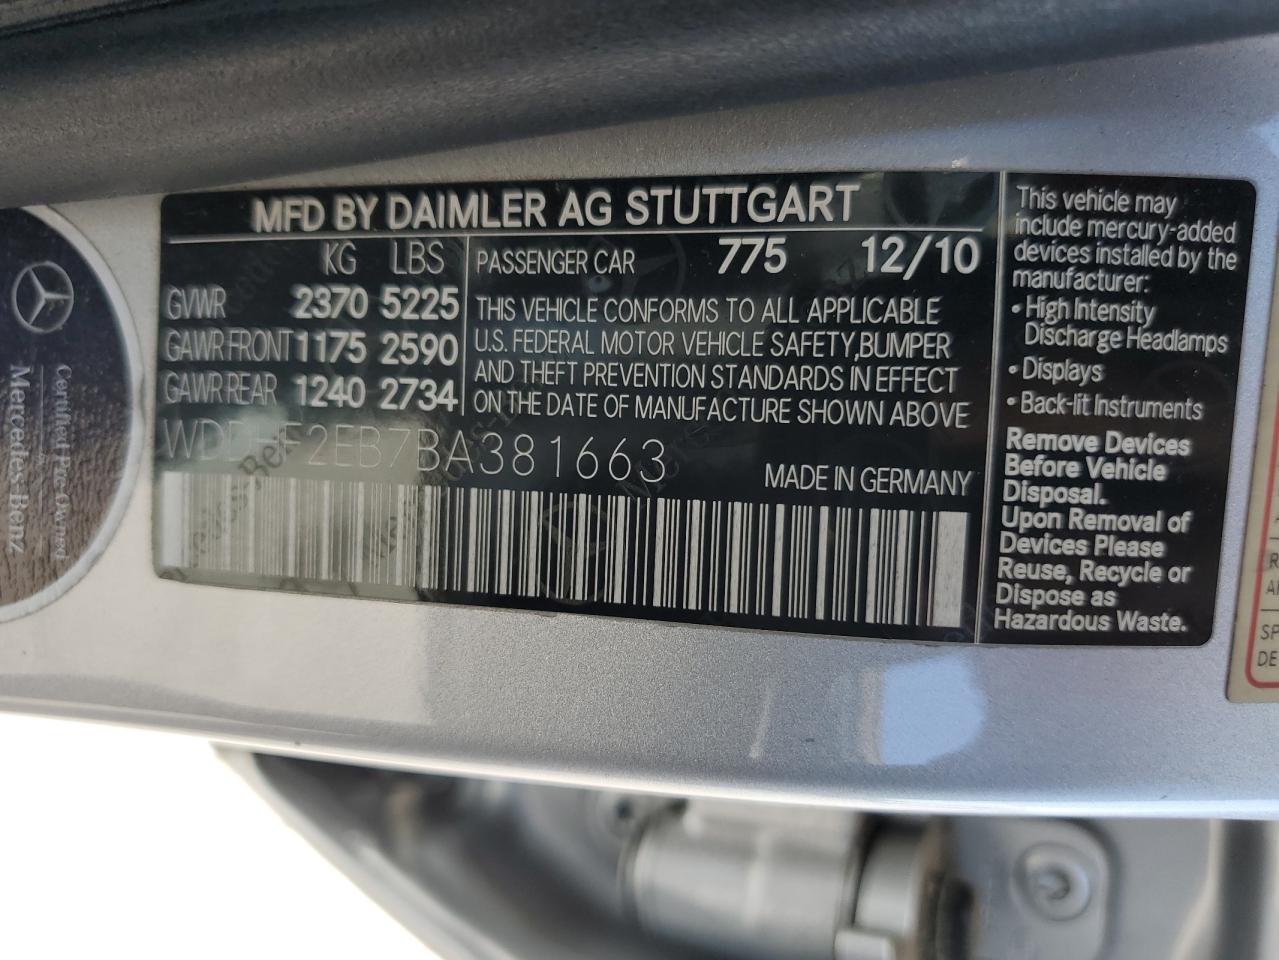 MFD BY DAIMLER AG STUTTGART
KG LBS
GVWR 2370 5225
GAWR FRONT 1175 2590
GAWR REAR 1240 2734
PASSENGER CAR 775 12/10
THIS VEHICLE CONFORMS TO ALL APPLICABLE
U.S. FEDERAL MOTOR VEHICLE SAFETY,BUMPER
AND THEFT PREVENTION STANDARDS IN EFFECT
ON THE DATE OF MANUFACTURE SHOWN ABOVE
WDDHF2EB7BA381663
MADE IN GERMANY
This vehicle may
include mercury-added
devices installed by the
manufacturer:
• High Intensity
Discharge Headlamps
• Displays
• Back-lit Instruments
Remove Devices
Before Vehicle
Disposal.
Upon Removal of
Devices Please
Reuse, Recycle or
Dispose as
Hazardous Waste.
Certified Pre-Owned
Mercedes-Benz